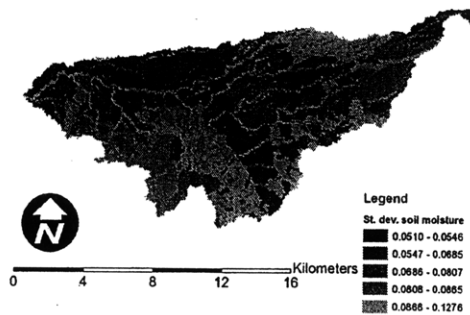 Legend
St. dev. soil moisture
0.0510 - 0.0546
0.0547 - 0.0685
0.0686 - 0.0807
0.0808 - 0.0865
0.0866 - 0.1276
N
Kilometers
0 4 8 12 16